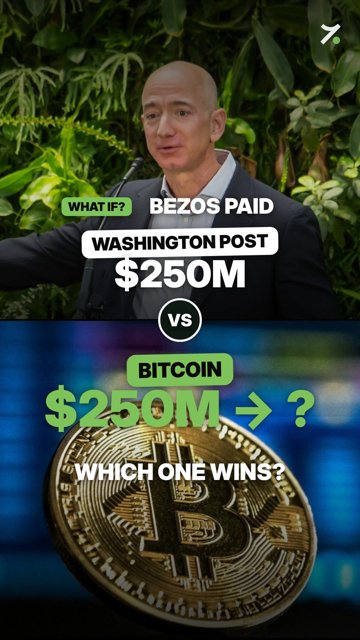 WHAT IF? BEZOS PAID
WASHINGTON POST
$250M
VS
BITCOIN
$250M → ?
WHICH ONE WINS?